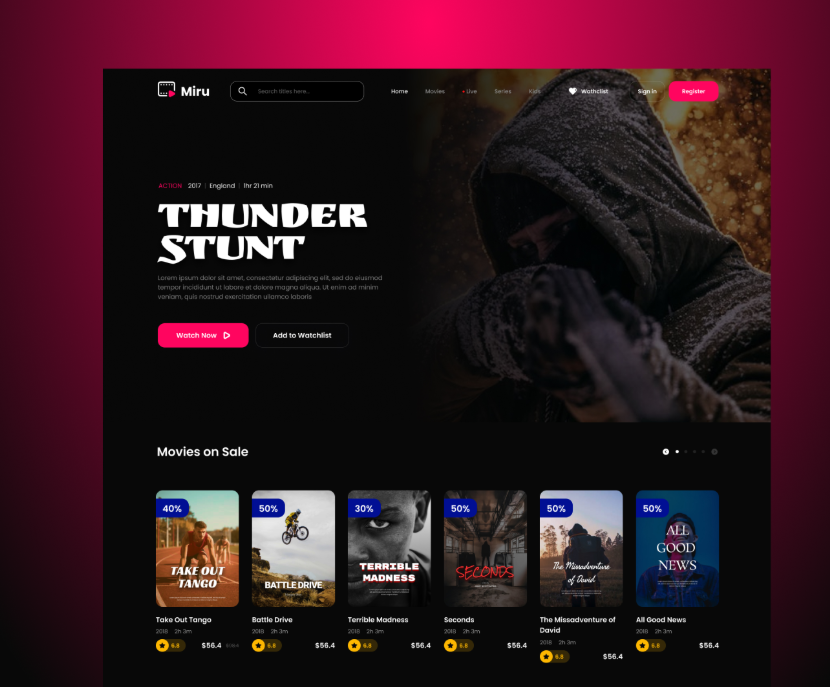 Miru
Search titles here..
Home
Movies
• Live
Series
Kids
Wathclist
Sign in
Register
ACTION 2017 | England | 1hr 21 min
THUNDER
STUNT
Lorem ipsum dolor sit amet, consectetur adipiscing elit, sed do eiusmod
tempor incididunt ut labore et dolore magna aliqua. Ut enim ad minim
veniam, quis nostrud exercitation ullamco laboris
Watch Now
Add to Watchlist
Movies on Sale
40%
50%
30%
50%
50%
50%
TAKE OUT
TANGO
BATTLE DRIVE
TERRIBLE
MADNESS
SECONDS
The Misadventure
of David
ALL
GOOD
NEWS
Take Out Tango
2018 2h 3m
5.8 $56.4
Battle Drive
2018 2h 3m
5.8 $56.4
Terrible Madness
2018 2h 3m
5.8 $56.4
Seconds
2018 2h 3m
5.8 $56.4
The Missadventure of
David
2018 2h 3m
5.8 $56.4
All Good News
2018 2h 3m
5.8 $56.4